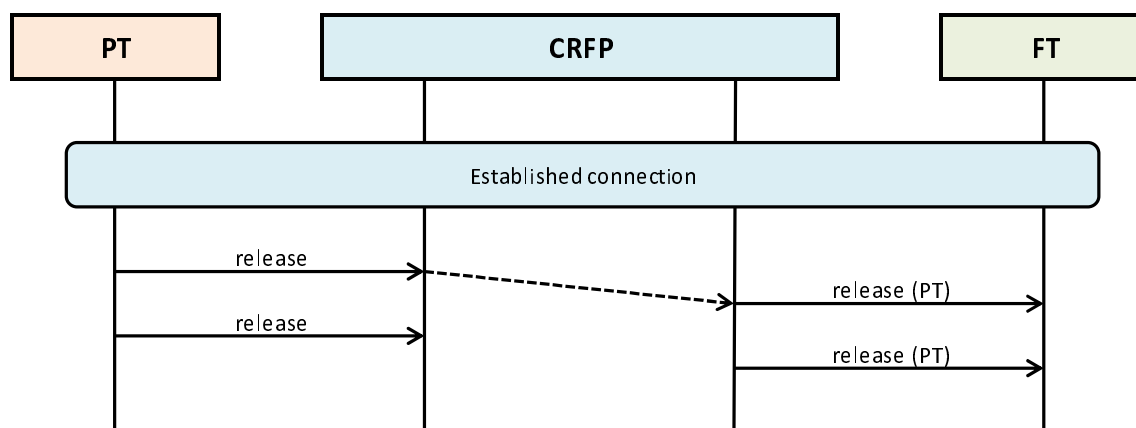 PT
CRFP
FT
Established connection
release
release (PT)
release
release (PT)